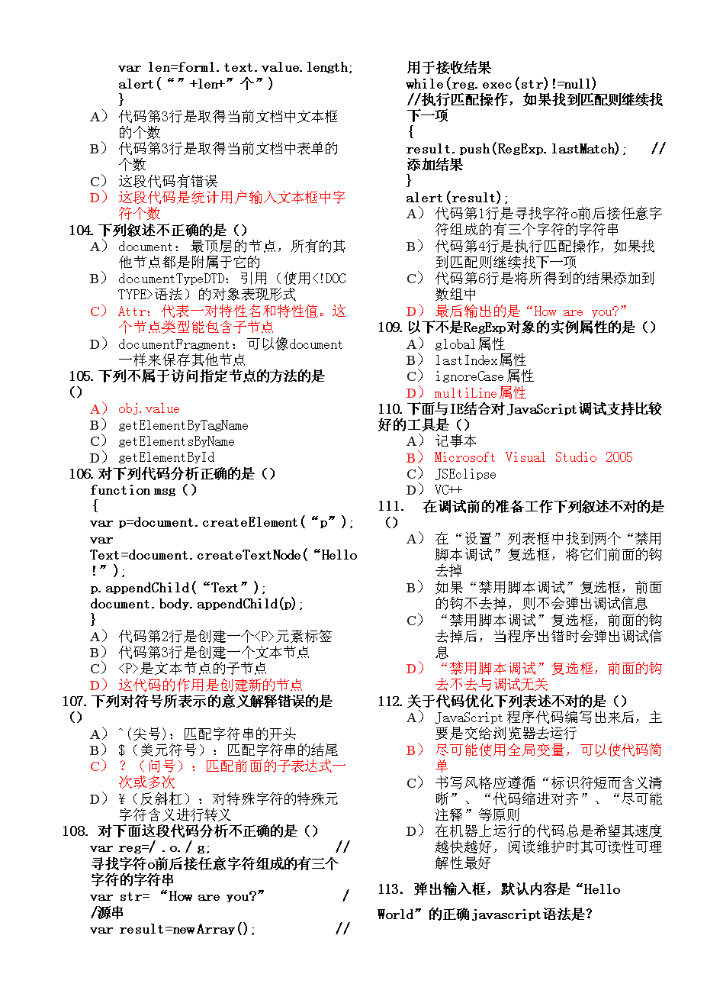 var len=form1.text.value.length;
alert(“”+len+”个”)
}
A） 代码第3行是取得当前文档中文本框
的个数
B） 代码第3行是取得当前文档中表单的
个数
C） 这段代码有错误
D） 这段代码是统计用户输入文本框中字
符个数
104.下列叙述不正确的是（）
A） document：最顶层的节点，所有的其
他节点都是附属于它的
B） documentTypeDTD：引用（使用<!DOC
TYPE>语法）的对象表现形式
C） Attr：代表一对特性名和特性值。这
个节点类型能包含子节点
D） documentFragment：可以像document
一样来保存其他节点
105.下列不属于访问指定节点的方法的是
（）
A） obj.value
B） getElementByTagName
C） getElementsByName
D） getElementById
106.对下列代码分析正确的是（）
function msg（）
{
var p=document.createElement(“p”);
var
Text=document.createTextNode(“Hello
!”);
p.appendChild(“Text”);
document.body.appendChild(p);
}
A） 代码第2行是创建一个<P>元素标签
B） 代码第3行是创建一个文本节点
C） <P>是文本节点的子节点
D） 这代码的作用是创建新的节点
107.下列对符号所表示的意义解释错误的是
（）
A） ^(尖号)：匹配字符串的开头
B） $（美元符号）：匹配字符串的结尾
C） ？（问号）：匹配前面的子表达式一
次或多次
D） ¥（反斜杠）：对特殊字符的特殊元
字符含义进行转义
108. 对下面这段代码分析不正确的是（）
var reg=/ .o./ g; //
寻找字符o前后接任意字符组成的有三个
字符的字符串
var str= “How are you?” /
/源串
var result=new Array(); //
用于接收结果
while(reg.exec(str)!=null)
//执行匹配操作，如果找到匹配则继续找
下一项
{
result.push(RegExp.lastMatch); //
添加结果
}
alert(result);
A） 代码第1行是寻找字符o前后接任意字
符组成的有三个字符的字符串
B） 代码第4行是执行匹配操作，如果找
到匹配则继续找下一项
C） 代码第6行是将所得到的结果添加到
数组中
D） 最后输出的是“How are you?”
109.以下不是RegExp对象的实例属性的是（）
A） global属性
B） lastIndex属性
C） ignoreCase属性
D） multiLine属性
110.下面与IE结合对JavaScript调试支持比较
好的工具是（）
A） 记事本
B） Microsoft Visual Studio 2005
C） JSEclipse
D） VC++
111. 在调试前的准备工作下列叙述不对的是
（）
A） 在“设置”列表框中找到两个“禁用
脚本调试”复选框，将它们前面的钩
去掉
B） 如果“禁用脚本调试”复选框，前面
的钩不去掉，则不会弹出调试信息
C） “禁用脚本调试”复选框，前面的钩
去掉后，当程序出错时会弹出调试信
息
D） “禁用脚本调试”复选框，前面的钩
去不去与调试无关
112.关于代码优化下列表述不对的是（）
A） JavaScript程序代码编写出来后，主
要是交给浏览器去运行
B） 尽可能使用全局变量，可以使代码简
单
C） 书写风格应遵循“标识符短而含义清
晰”、“代码缩进对齐”、“尽可能
注释”等原则
D） 在机器上运行的代码总是希望其速度
越快越好，阅读维护时其可读性可理
解性最好
113．弹出输入框，默认内容是“Hello
World”的正确javascript语法是？